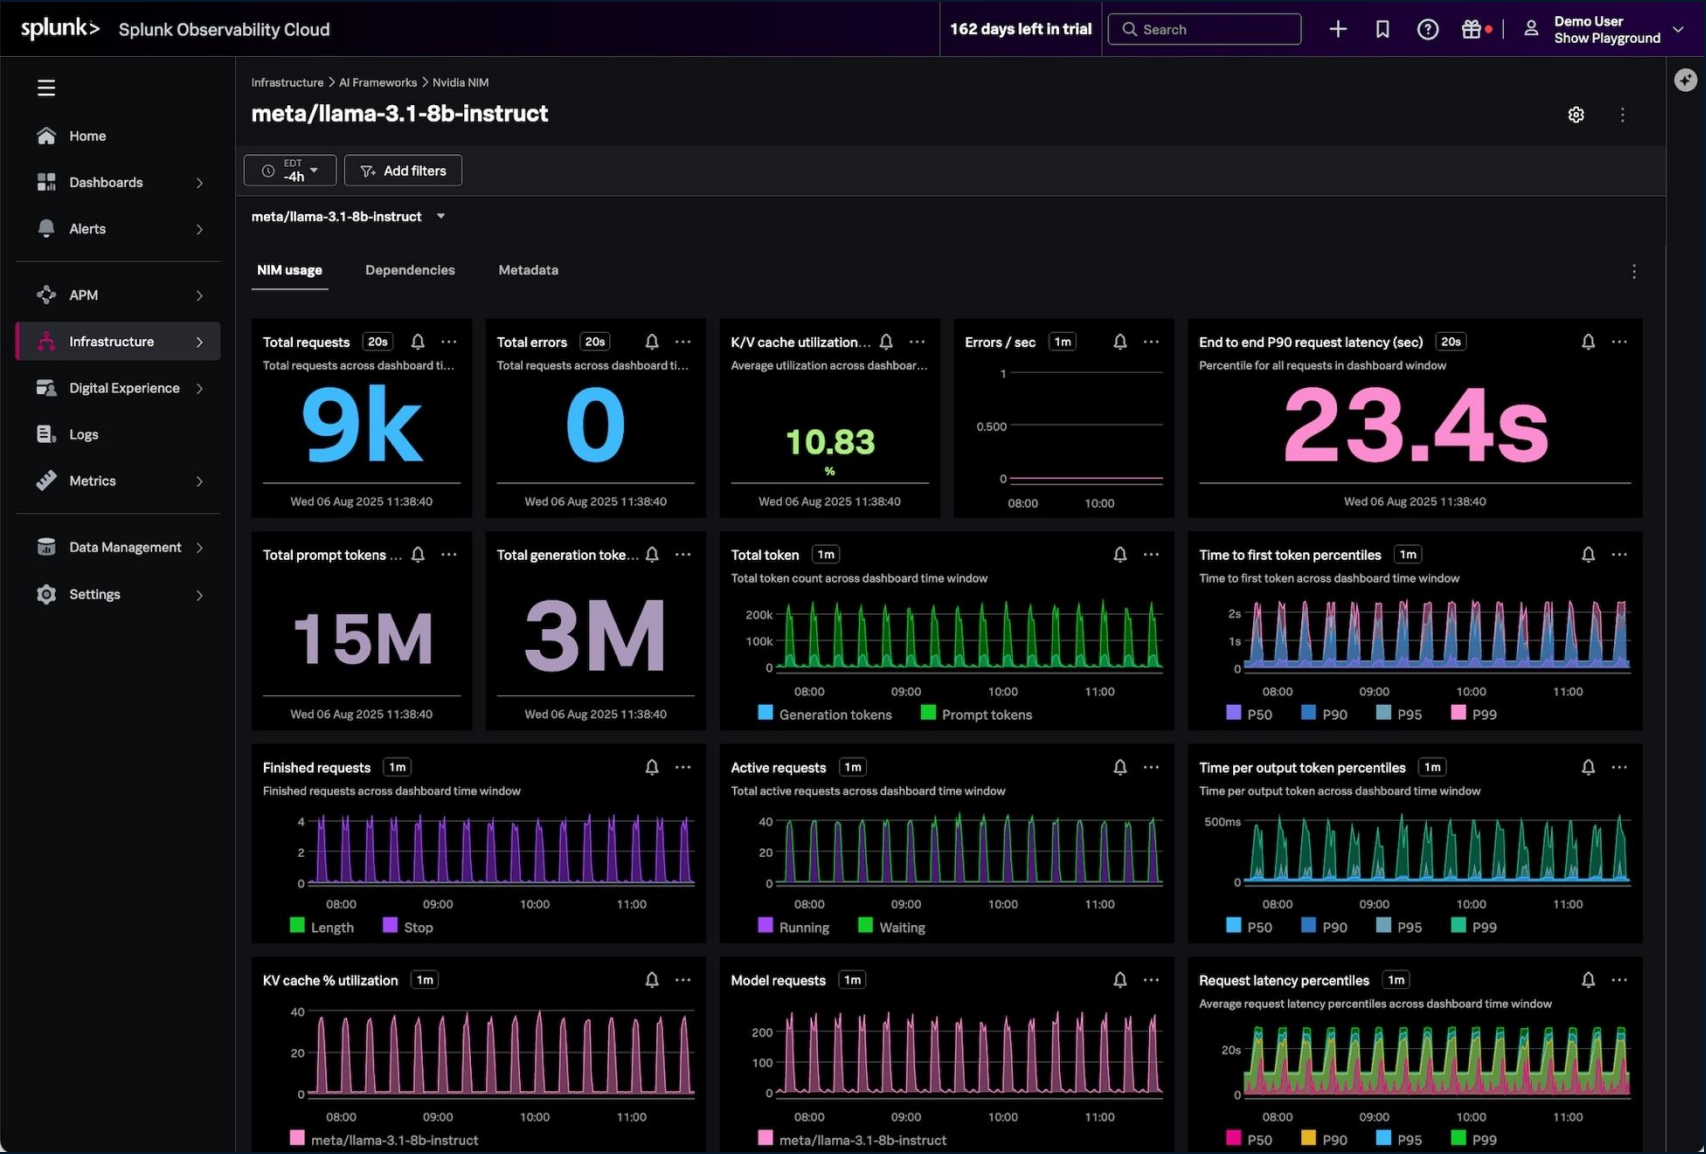 splunk> Splunk Observability Cloud
162 days left in trial
Search
Demo User
Show Playground
Home
Dashboards
Alerts
APM
Infrastructure
Digital Experience
Logs
Metrics
Data Management
Settings
Infrastructure > AI Frameworks > Nvidia NIM
meta/llama-3.1-8b-instruct
EDT
-4h
Add filters
meta/llama-3.1-8b-instruct
NIM usage Dependencies Metadata
Total requests 20s
Total requests across dashboard ti...
9k
Wed 06 Aug 2025 11:38:40
Total errors 20s
Total requests across dashboard ti...
0
Wed 06 Aug 2025 11:38:40
K/V cache utilization...
Average utilization across dashboar...
10.83
%
Wed 06 Aug 2025 11:38:40
Errors / sec 1m
1
0.500
0
08:00 10:00
End to end P90 request latency (sec) 20s
Percentile for all requests in dashboard window
23.4s
Wed 06 Aug 2025 11:38:40
Total prompt tokens ...
15M
Wed 06 Aug 2025 11:38:40
Total generation toke...
3M
Wed 06 Aug 2025 11:38:40
Total token 1m
Total token count across dashboard time window
200k
100k
0
08:00 09:00 10:00 11:00
Generation tokens Prompt tokens
Time to first token percentiles 1m
Time to first token across dashboard time window
2s
1s
0
08:00 09:00 10:00 11:00
P50 P90 P95 P99
Finished requests 1m
Finished requests across dashboard time window
4
2
0
08:00 09:00 10:00 11:00
Length Stop
Active requests 1m
Total active requests across dashboard time window
40
20
0
08:00 09:00 10:00 11:00
Running Waiting
Time per output token percentiles 1m
Time per output token across dashboard time window
500ms
0
08:00 09:00 10:00 11:00
P50 P90 P95 P99
KV cache % utilization 1m
40
20
0
08:00 09:00 10:00 11:00
meta/llama-3.1-8b-instruct
Model requests 1m
200
100
0
08:00 09:00 10:00 11:00
meta/llama-3.1-8b-instruct
Request latency percentiles 1m
Average request latency percentiles across dashboard time window
20s
0
08:00 09:00 10:00 11:00
P50 P90 P95 P99